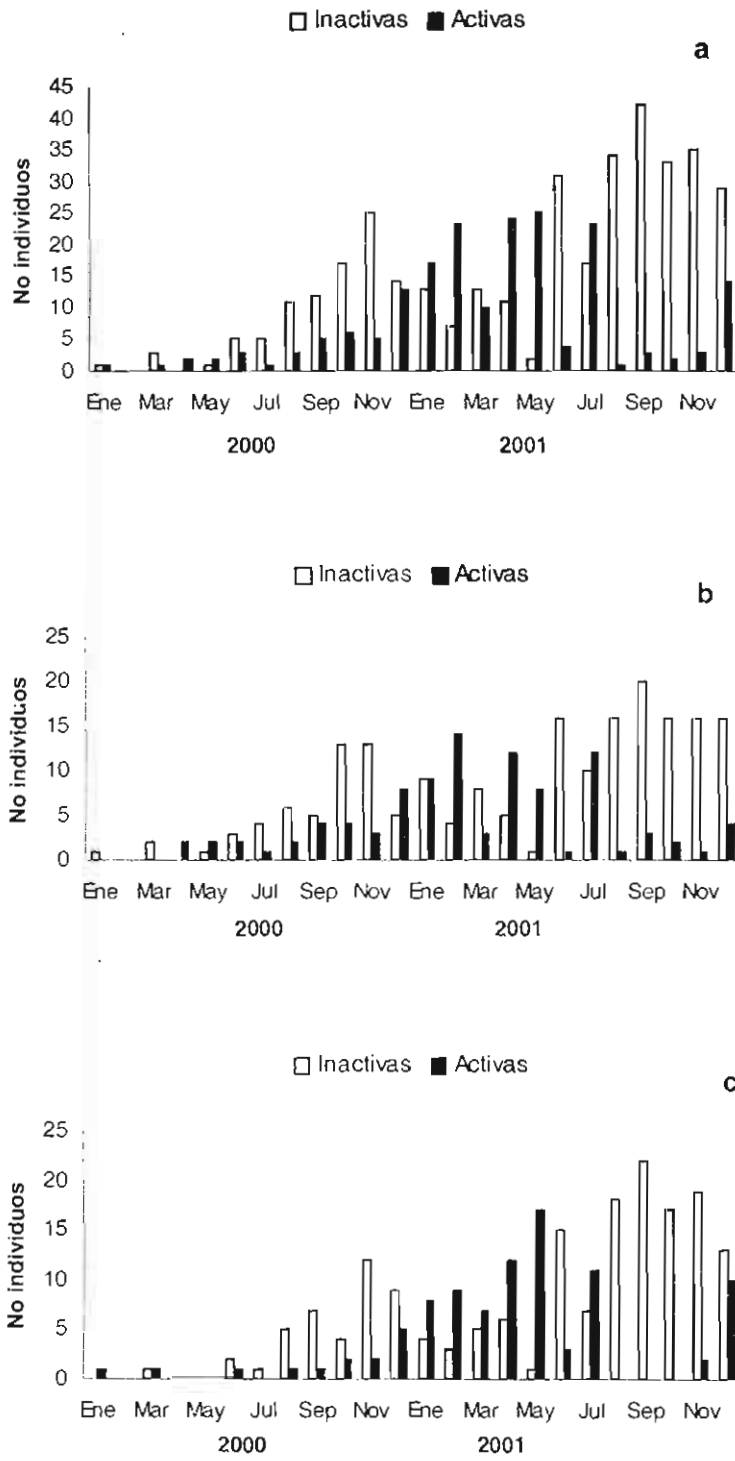 Inactivas Activas
a
45
40
35
30
25
20
15
10
5
0
No individuos
Ene Mar May Jul Sep Nov Ene Mar May Jul Sep Nov
2000 2001
Inactivas Activas
b
25
20
15
10
5
0
No individuos
Ene Mar May Jul Sep Nov Ene Mar May Jul Sep Nov
2000 2001
Inactivas Activas
c
25
20
15
10
5
0
No individuos
Ene Mar May Jul Sep Nov Ene Mar May Jul Sep Nov
2000 2001